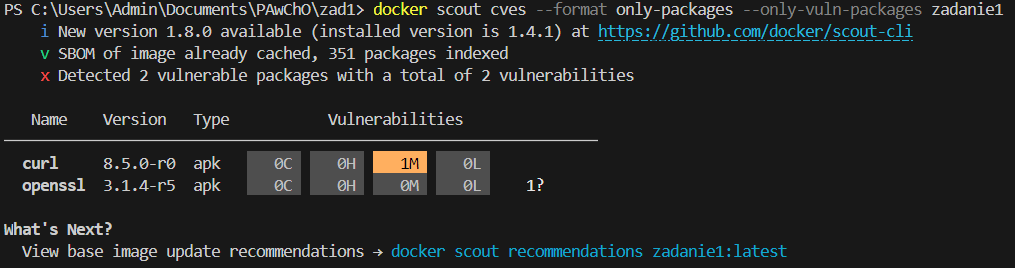 PS C:\Users\Admin\Documents\PAwChO\zad1> docker scout cves --format only-packages --only-vuln-packages zadanie1
i New version 1.8.0 available (installed version is 1.4.1) at https://github.com/docker/scout-cli
v SBOM of image already cached, 351 packages indexed
x Detected 2 vulnerable packages with a total of 2 vulnerabilities
Name Version Type Vulnerabilities
curl 8.5.0-r0 apk 0C 0H 1M 0L
openssl 3.1.4-r5 apk 0C 0H 0M 0L 1?
What's Next?
View base image update recommendations → docker scout recommendations zadanie1:latest